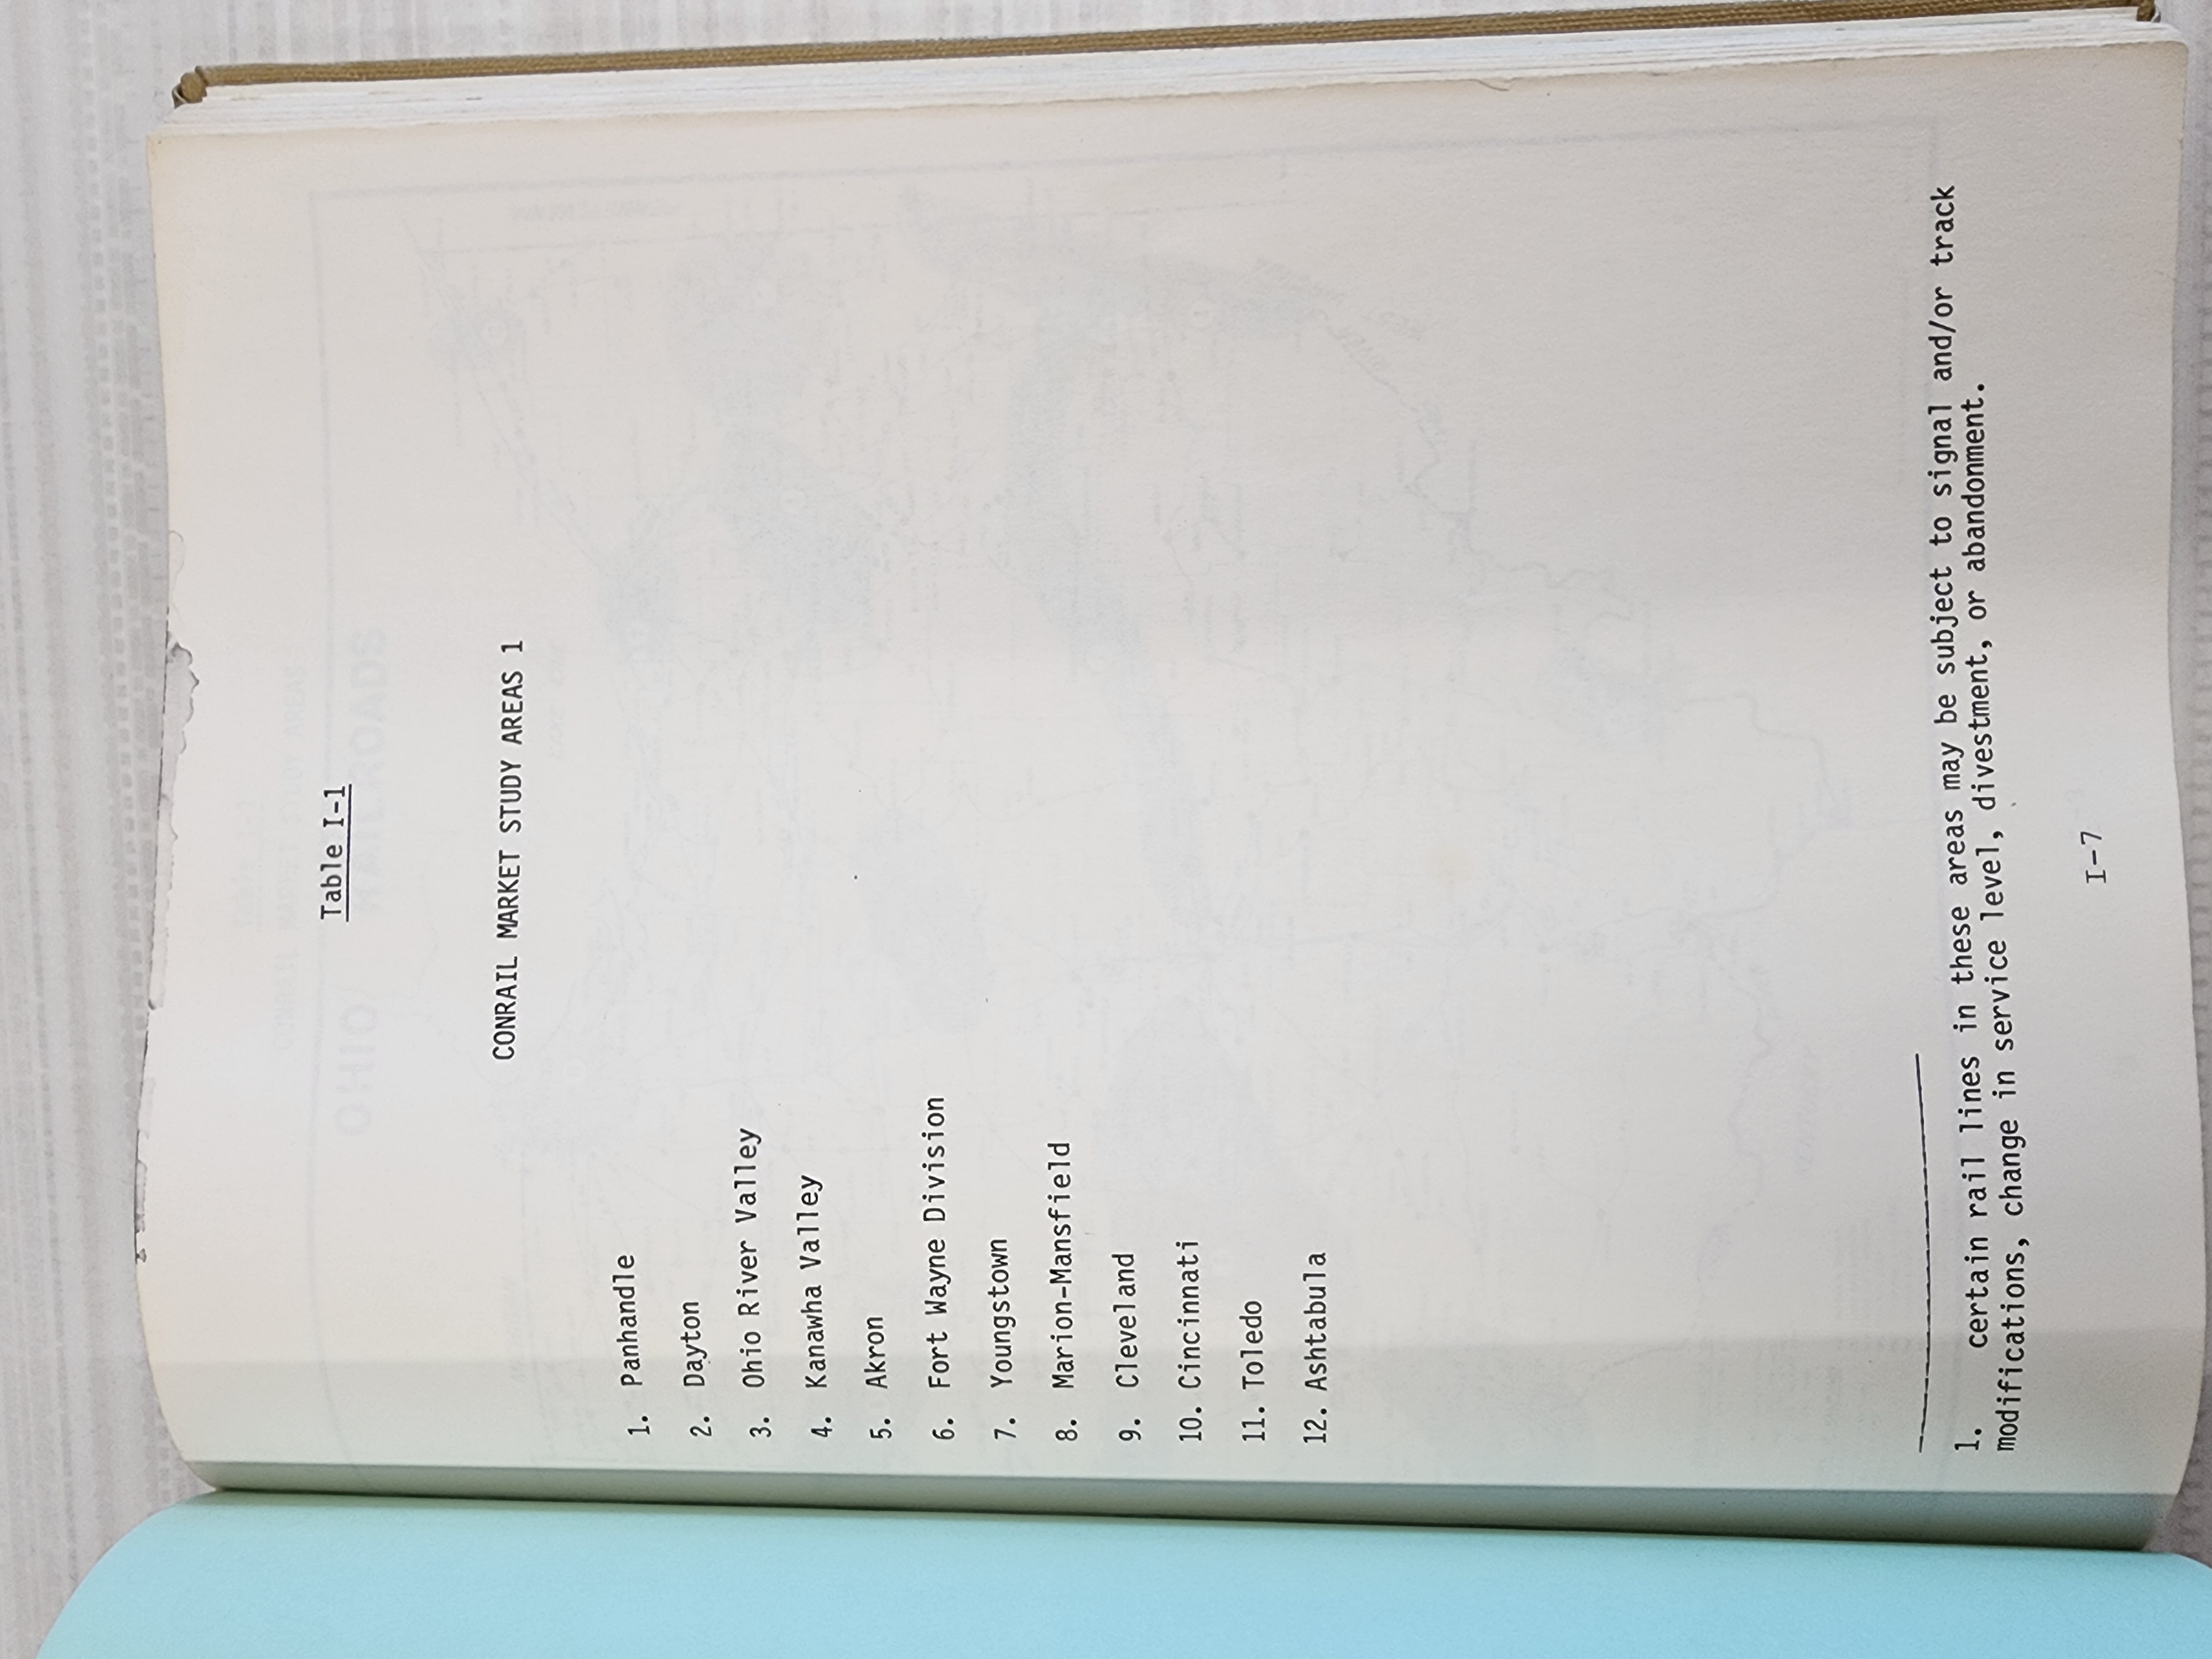 Table I-1
CONRAIL MARKET STUDY AREAS 1
1. Panhandle
2. Dayton
3. Ohio River Valley
4. Kanawha Valley
5. Akron
6. Fort Wayne Division
7. Youngstown
8. Marion-Mansfield
9. Cleveland
10. Cincinnati
11. Toledo
12. Ashtabula
1. certain rail lines in these areas may be subject to signal and/or track
modifications, change in service level, divestment, or abandonment.
I-7